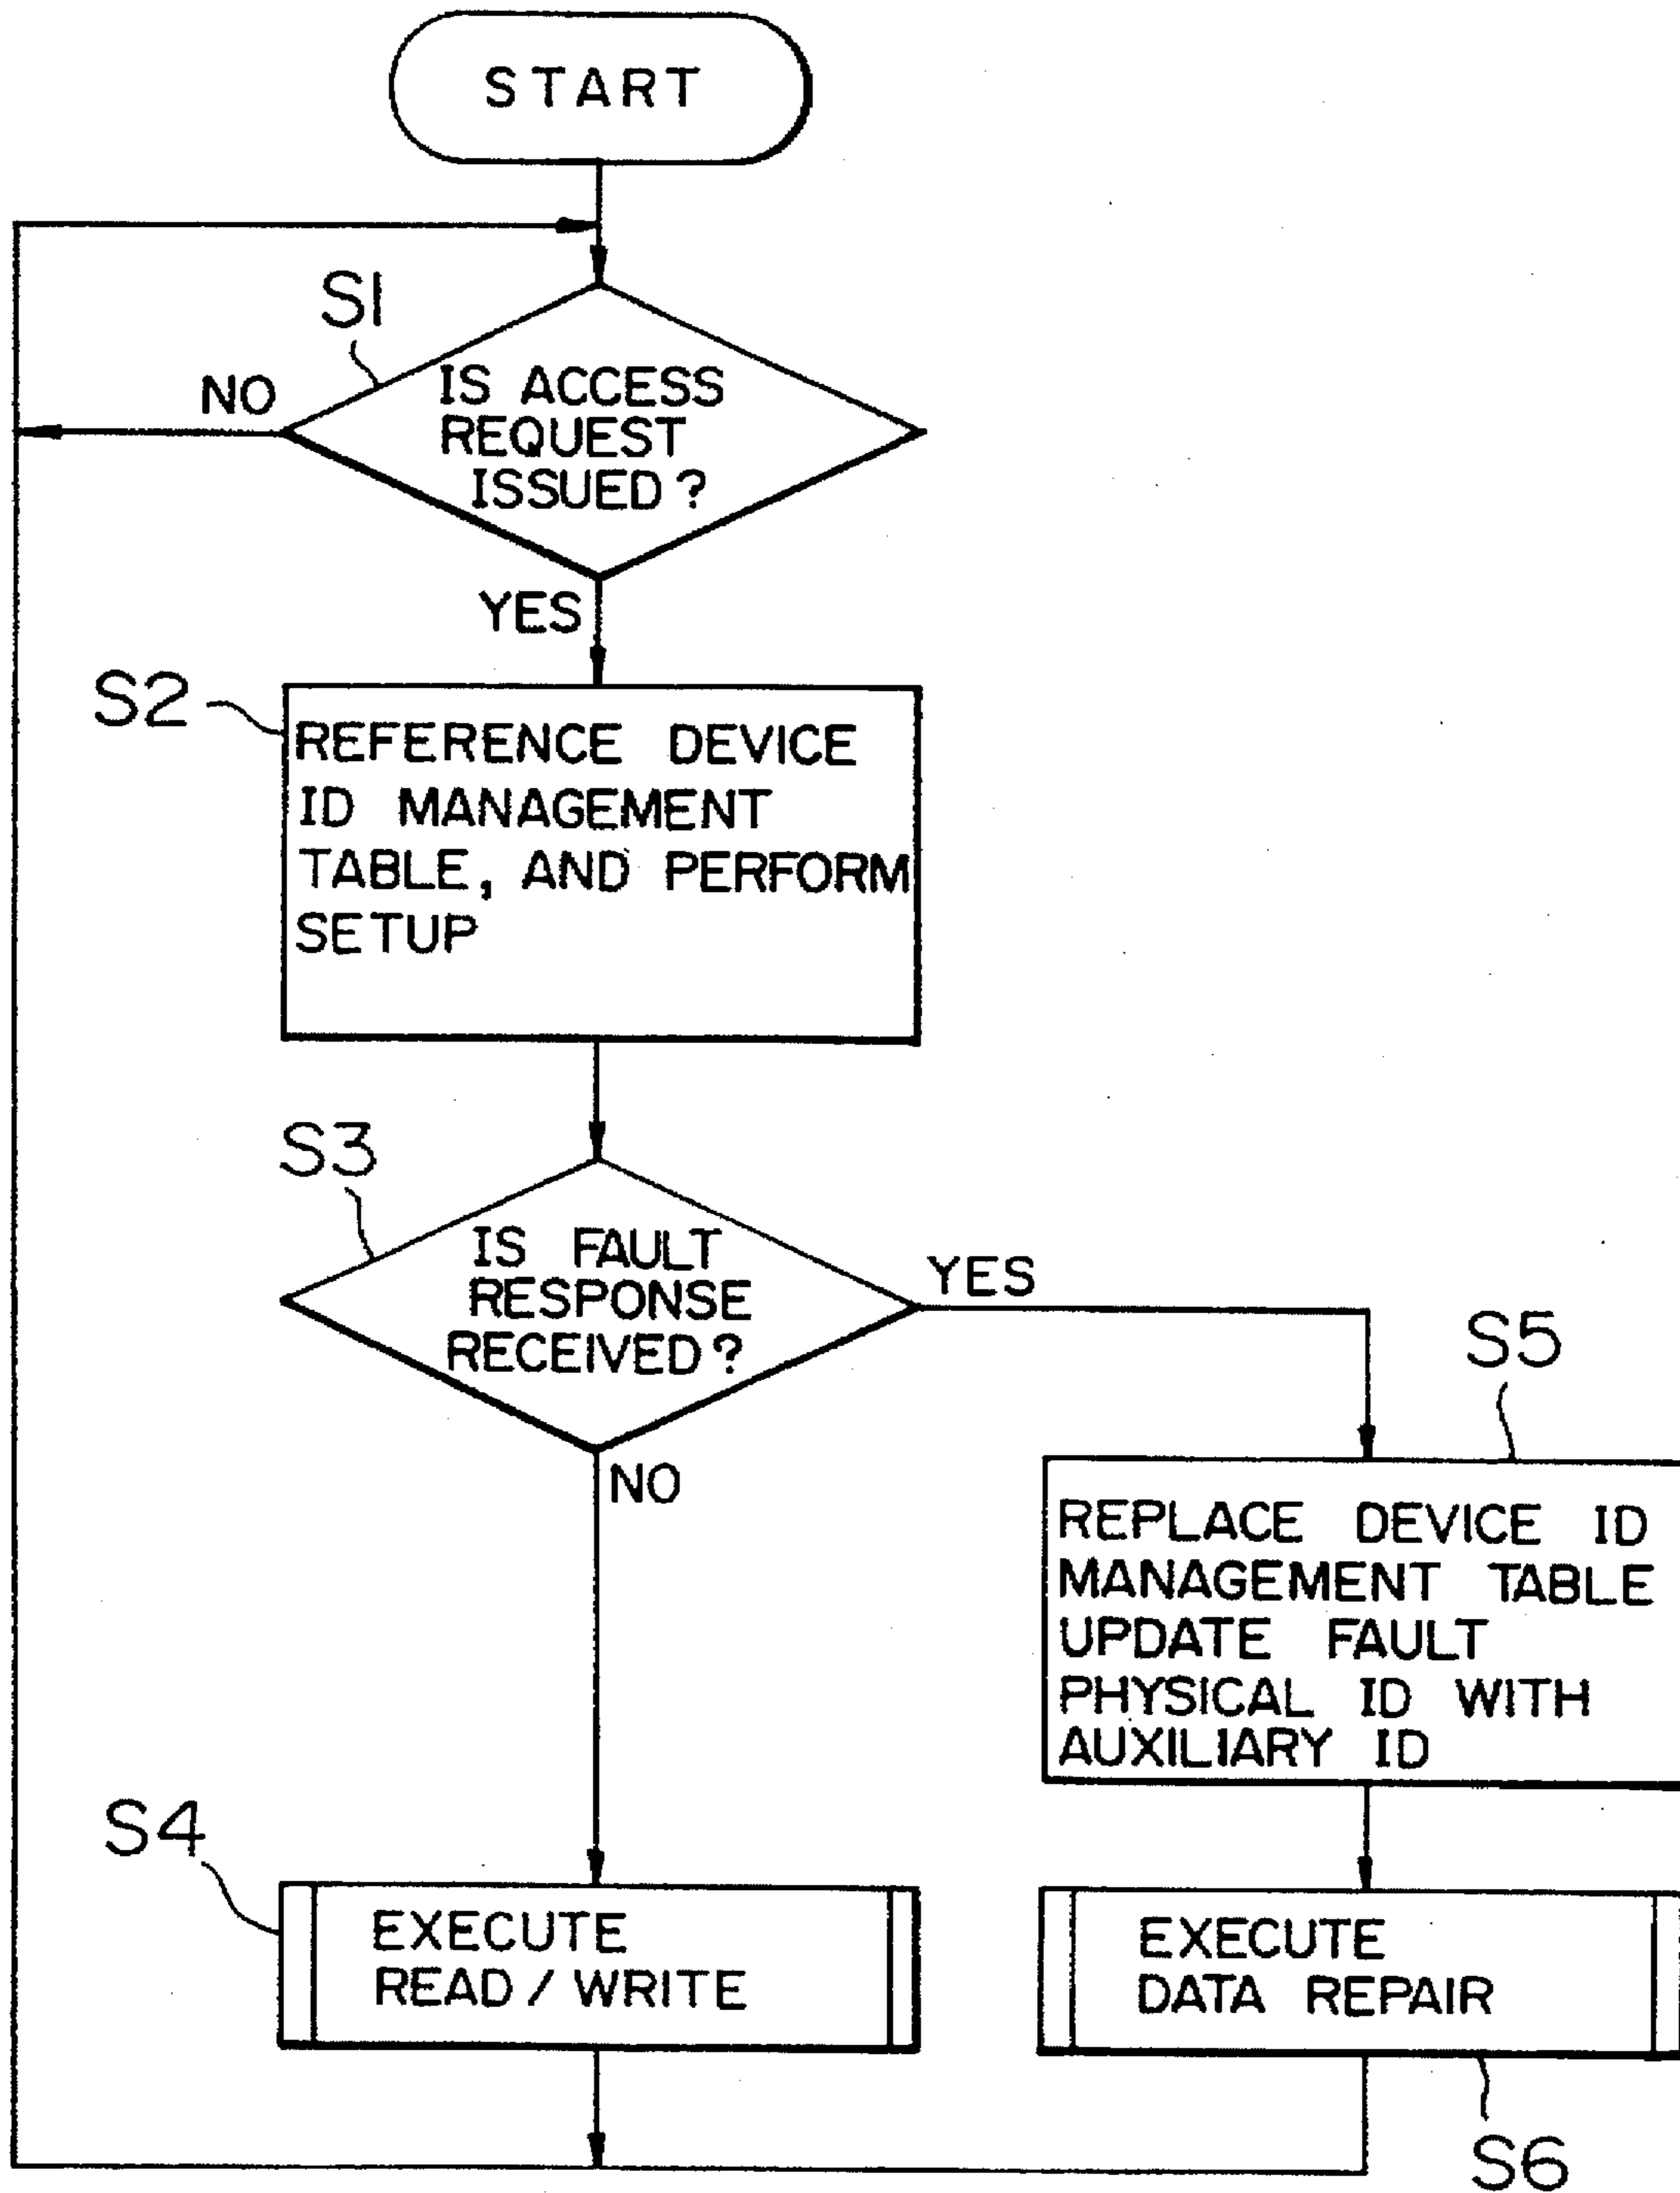 START
S1
NO
IS ACCESS
REQUEST
ISSUED?
YES
S2
REFERENCE DEVICE
ID MANAGEMENT
TABLE, AND PERFORM
SETUP
S3
IS FAULT
RESPONSE
RECEIVED?
YES
NO
S5
REPLACE DEVICE ID
MANAGEMENT TABLE
UPDATE FAULT
PHYSICAL ID WITH
AUXILIARY ID
S4
EXECUTE
READ / WRITE
EXECUTE
DATA REPAIR
S6